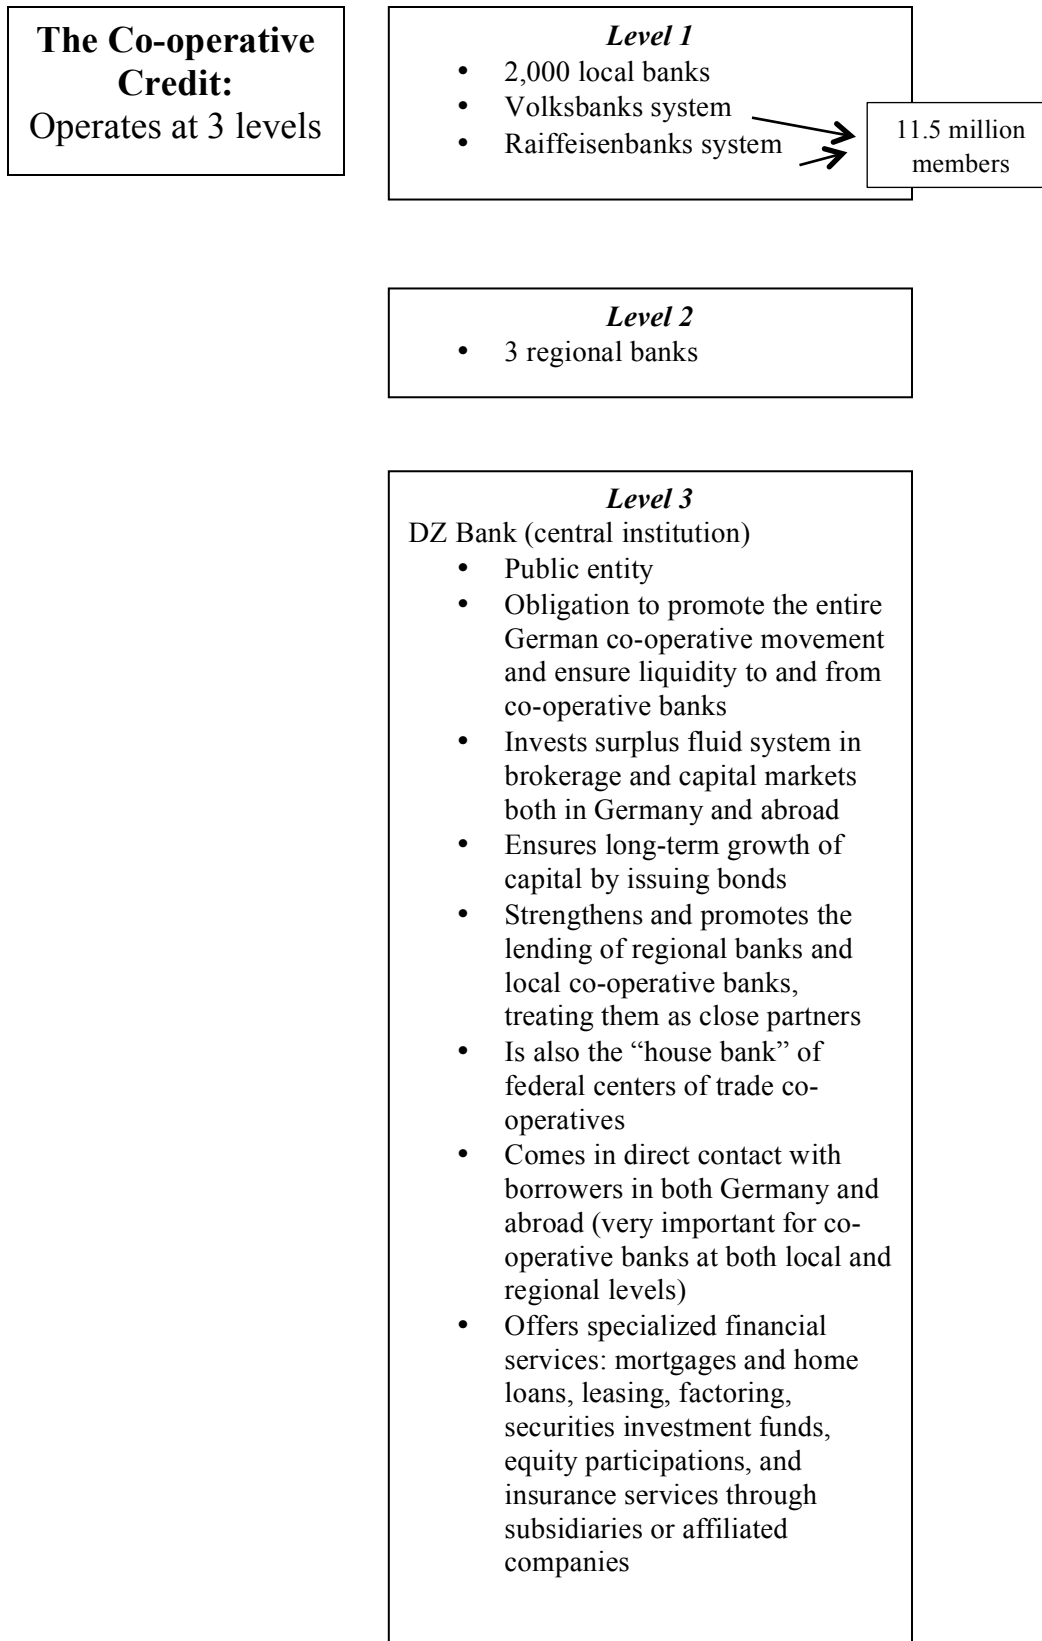 The Co-operative
Credit:
Operates at 3 levels
Level 1
• 2,000 local banks
• Volksbanks system
• Raiffeisenbanks system
11.5 million
members
Level 2
• 3 regional banks
Level 3
DZ Bank (central institution)
• Public entity
• Obligation to promote the entire
German co-operative movement
and ensure liquidity to and from
co-operative banks
• Invests surplus fluid system in
brokerage and capital markets
both in Germany and abroad
• Ensures long-term growth of
capital by issuing bonds
• Strengthens and promotes the
lending of regional banks and
local co-operative banks,
treating them as close partners
• Is also the “house bank” of
federal centers of trade co-
operatives
• Comes in direct contact with
borrowers in both Germany and
abroad (very important for co-
operative banks at both local and
regional levels)
• Offers specialized financial
services: mortgages and home
loans, leasing, factoring,
securities investment funds,
equity participations, and
insurance services through
subsidiaries or affiliated
companies